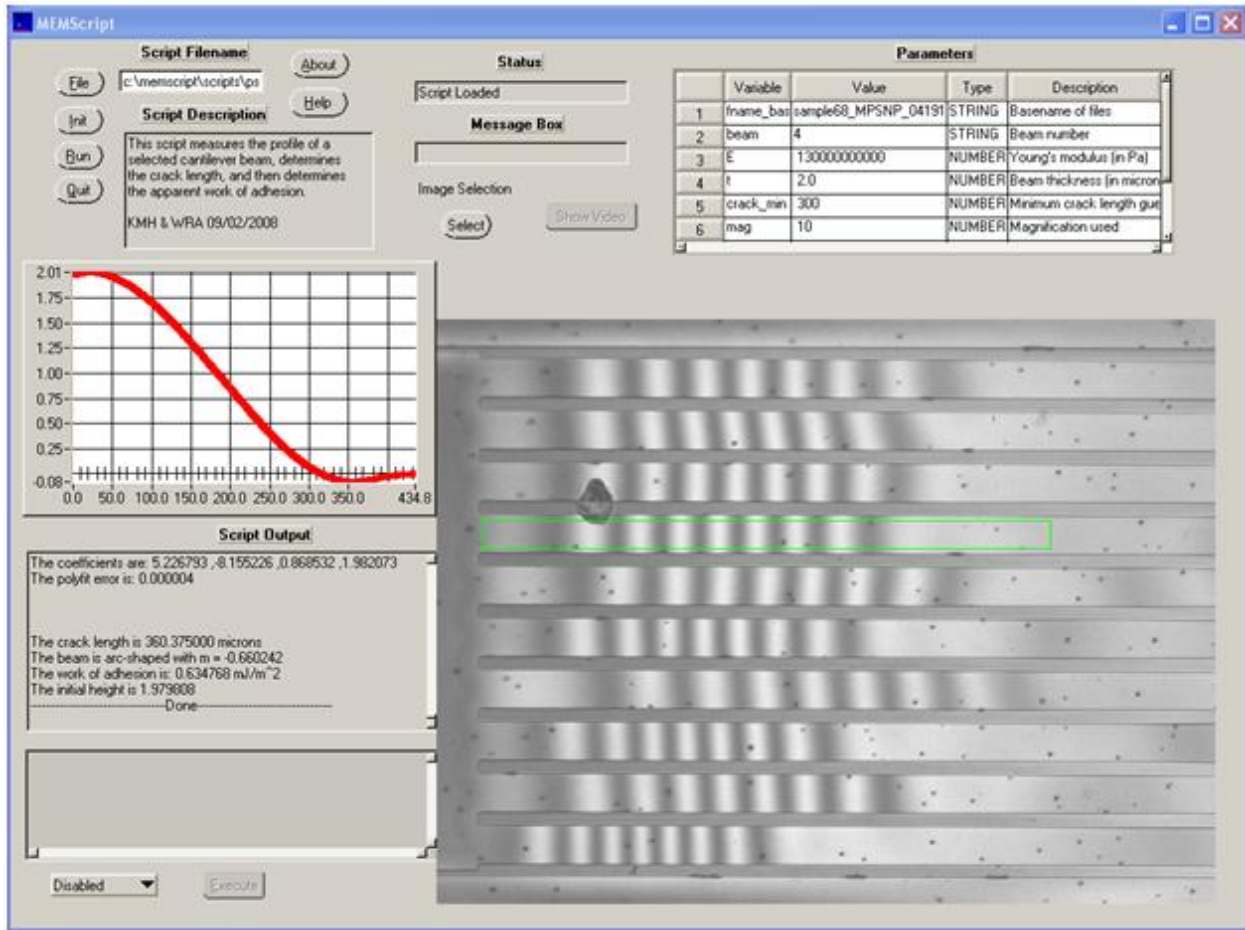 MEMScript
Script Filename
File
c:\memscript\scripts\ps
About
Help
Init
Run
Quit
Script Description
This script measures the profile of a
selected cantilever beam, determines
the crack length, and then determines
the apparent work of adhesion.
KMH & WRA 09/02/2008
Status
Script Loaded
Message Box
Image Selection
Select
Show Video
Parameters
Variable Value Type Description
1 fname_bas sample68_MPSNP_04191 STRING Basename of files
2 beam 4 STRING Beam number
3 E 130000000000 NUMBER Young's modulus (in Pa)
4 t 2.0 NUMBER Beam thickness (in micron
5 crack_min 300 NUMBER Minimum crack length gue
6 mag 10 NUMBER Magnification used
2.01
1.75
1.50
1.25
1.00
0.75
0.50
0.25
-0.08
0.0 50.0 100.0 150.0 200.0 250.0 300.0 350.0 434.8
Script Output
The coefficients are: 5.226793 ,-8.155226 ,0.868532 ,1.982073
The polyfit error is: 0.000004
The crack length is 360.375000 microns
The beam is arc-shaped with m = -0.660242
The work of adhesion is: 0.634768 mJ/m^2
The initial height is 1.979808
-------------------------Done-------------------------
Disabled
Execute